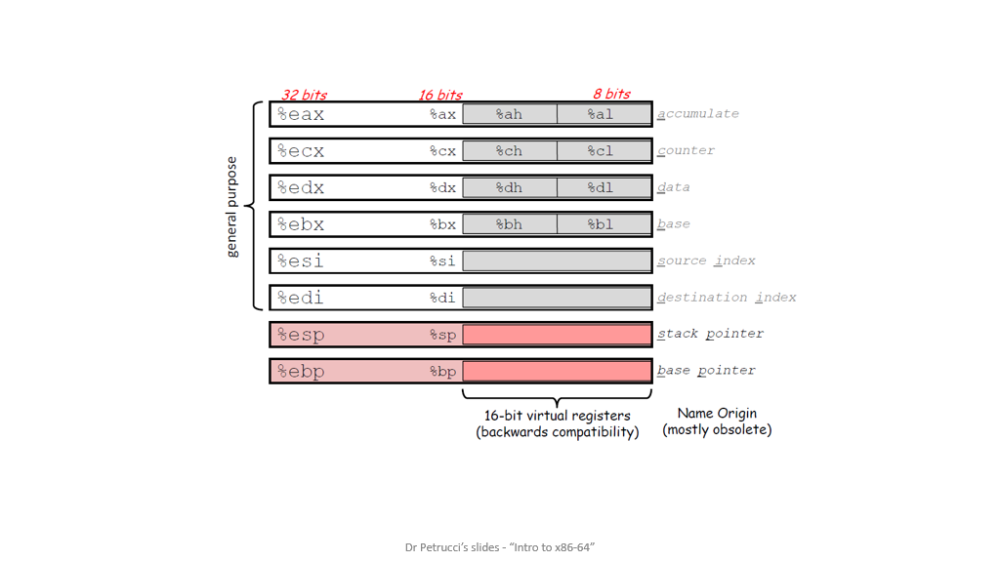 32 bits 16 bits 8 bits
%eax %ax %ah %al accumulate
%ecx %cx %ch %cl counter
%edx %dx %dh %dl data
%ebx %bx %bh %bl base
%esi %si source index
%edi %di destination index
%esp %sp stack pointer
%ebp %bp base pointer
general purpose
16-bit virtual registers
(backwards compatibility)
Name Origin
(mostly obsolete)
Dr Petrucci’s slides - “Intro to x86-64”